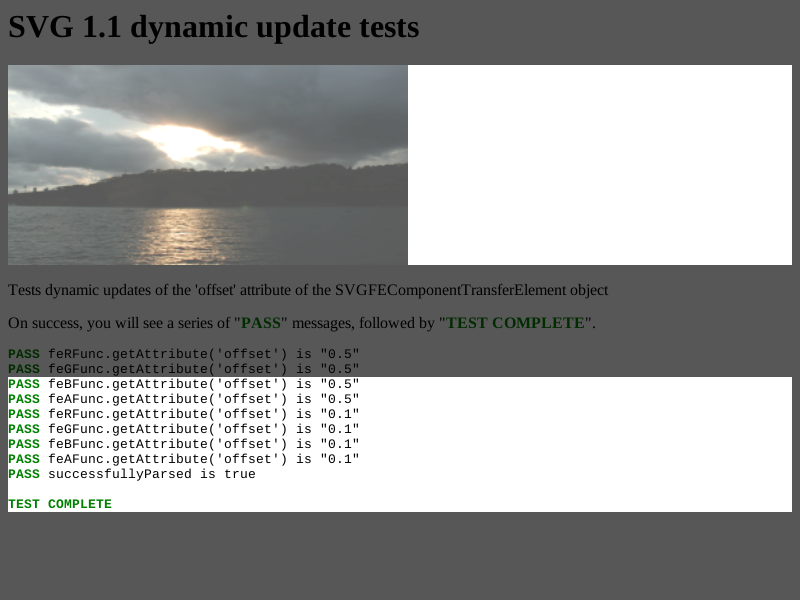 SVG 1.1 dynamic update tests
Tests dynamic updates of the 'offset' attribute of the SVGFEComponentTransferElement object
On success, you will see a series of "PASS" messages, followed by "TEST COMPLETE".
PASS feRFunc.getAttribute('offset') is "0.5"
PASS feGFunc.getAttribute('offset') is "0.5"
PASS feBFunc.getAttribute('offset') is "0.5"
PASS feAFunc.getAttribute('offset') is "0.5"
PASS feRFunc.getAttribute('offset') is "0.1"
PASS feGFunc.getAttribute('offset') is "0.1"
PASS feBFunc.getAttribute('offset') is "0.1"
PASS feAFunc.getAttribute('offset') is "0.1"
PASS successfullyParsed is true
TEST COMPLETE